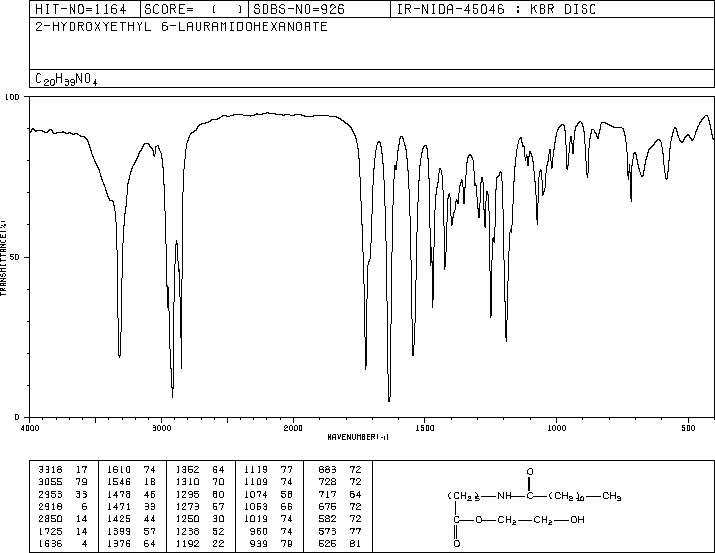 HIT-NO=1164 SCORE= ( ) SDBS-NO=926 IR-NIDA-45046 : KBR DISC
2-HYDROXYETHYL 6-LAURAMIDOHEXANOATE
C20H39NO4
100
50
0
TRANSMITTANCE(%)
4000 3000 2000 1500 1000 500
WAVENUMBER(-1)
3318 17 1610 74 1352 64 1119 77 883 72
3055 79 1546 18 1310 70 1109 74 728 72
2953 33 1478 46 1295 60 1074 58 717 64
2918 6 1471 33 1273 57 1053 66 676 72
2850 14 1425 44 1250 30 1019 74 582 72
1725 14 1399 57 1238 52 960 74 573 77
1636 4 1376 64 1192 22 939 79 526 81
O
(CH2)5 NH C (CH2)10 CH3
C O CH2 CH2 OH
O